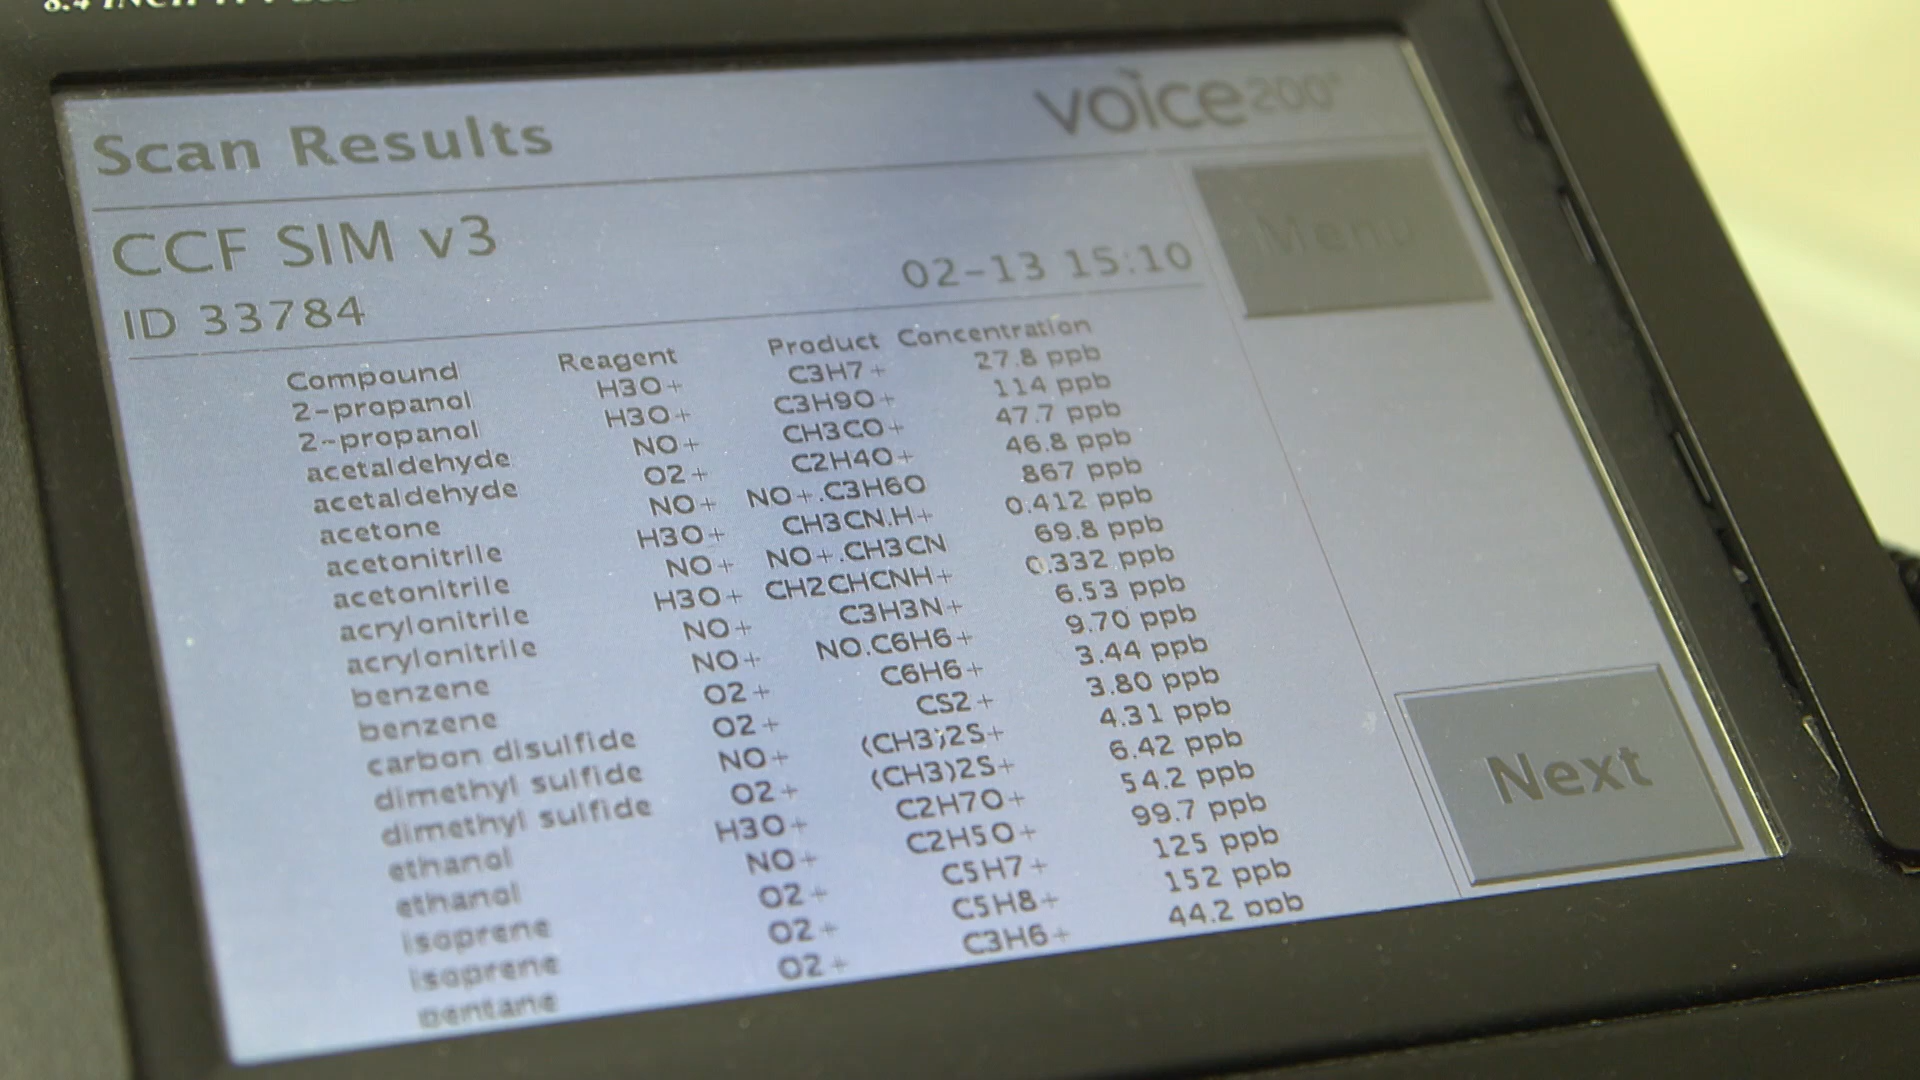 8.4 INCH
Scan Results
voice200
Menu
CCF SIM v3
ID 33784 02-13 15:10
Compound Reagent Product Concentration
2-propanol H3O+ C3H7+ 27.8 ppb
2-propanol H3O+ C3H9O+ 114 ppb
acetaldehyde NO+ CH3CO+ 47.7 ppb
acetaldehyde O2+ C2H4O+ 46.8 ppb
acetone NO+ NO+.C3H6O 867 ppb
acetonitrile H3O+ CH3CN.H+ 0.412 ppb
acetonitrile NO+ NO+.CH3CN 69.8 ppb
acrylonitrile H3O+ CH2CHCNH+ 0.332 ppb
acrylonitrile NO+ C3H3N+ 6.53 ppb
benzene NO+ NO.C6H6+ 9.70 ppb
benzene O2+ C6H6+ 3.44 ppb
carbon disulfide O2+ CS2+ 3.80 ppb
dimethyl sulfide NO+ (CH3)2S+ 4.31 ppb
dimethyl sulfide O2+ (CH3)2S+ 6.42 ppb
ethanol H3O+ C2H7O+ 54.2 ppb
ethanol NO+ C2H5O+ 99.7 ppb
isoprene O2+ C5H7+ 125 ppb
isoprene O2+ C5H8+ 152 ppb
pentane O2+ C3H6+ 44.2 ppb
Next